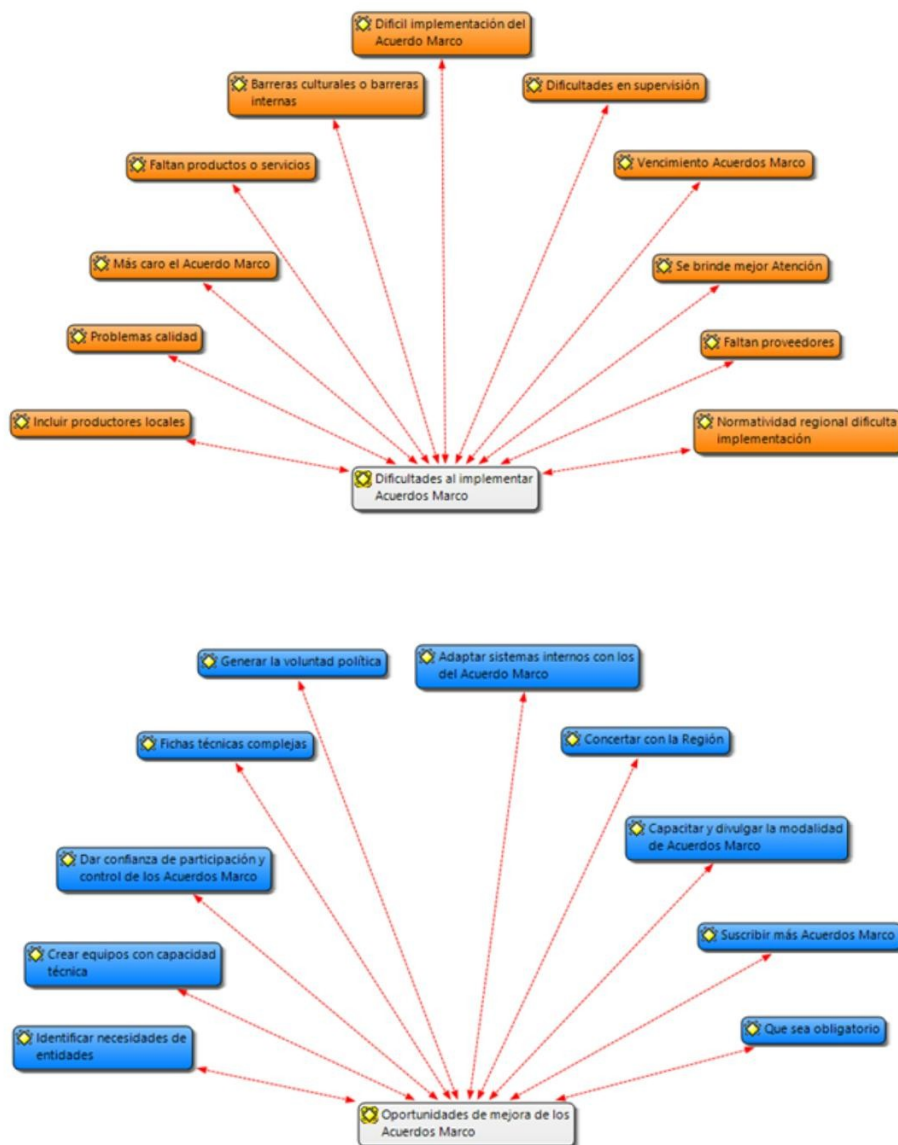 Dificil implementación del
Acuerdo Marco
Barreras culturales o barreras
internas
Dificultades en supervisión
Faltan productos o servicios
Vencimiento Acuerdos Marco
Más caro el Acuerdo Marco
Se brinde mejor Atención
Problemas calidad
Faltan proveedores
Incluir productores locales
Normatividad regional dificulta
implementación
Dificultades al implementar
Acuerdos Marco
Generar la voluntad política
Adaptar sistemas internos con los
del Acuerdo Marco
Fichas técnicas complejas
Concertar con la Región
Dar confianza de participación y
control de los Acuerdos Marco
Capacitar y divulgar la modalidad
de Acuerdos Marco
Crear equipos con capacidad
técnica
Suscribir más Acuerdos Marco
Identificar necesidades de
entidades
Que sea obligatorio
Oportunidades de mejora de los
Acuerdos Marco